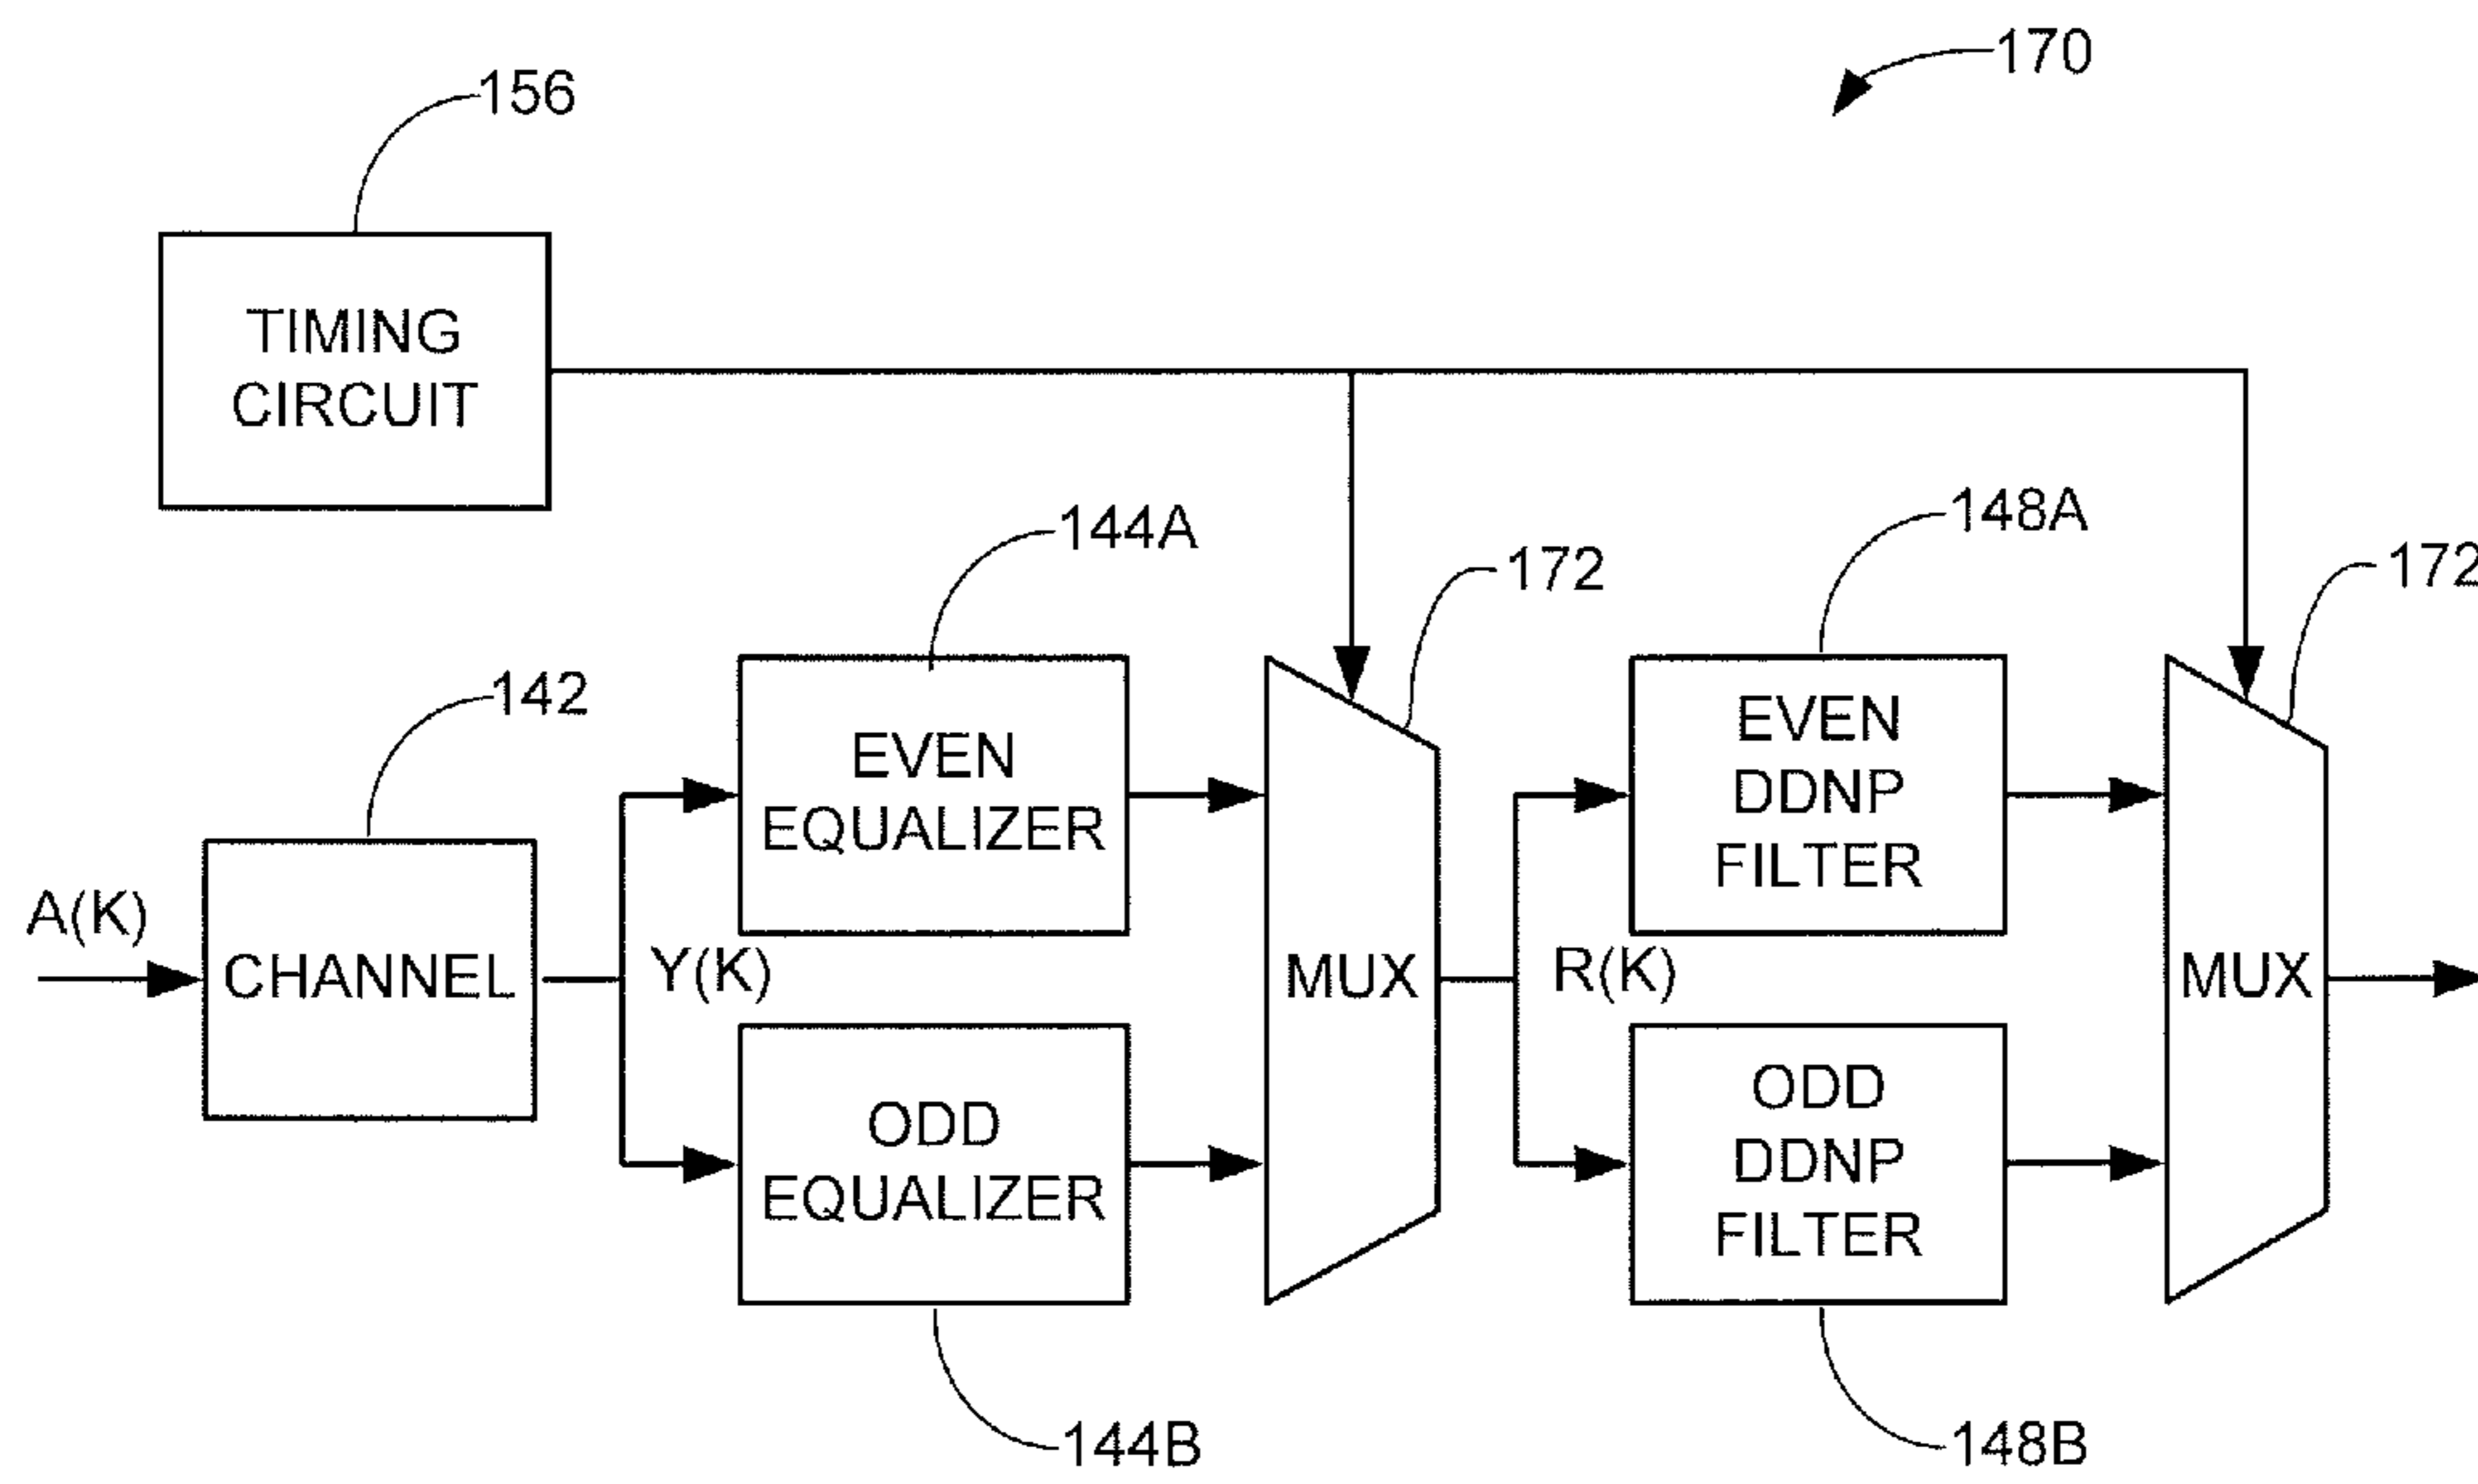 170
156
TIMING
CIRCUIT
144A
148A
172
172
142
EVEN
EQUALIZER
EVEN
DDNP
FILTER
A(K)
CHANNEL
Y(K)
MUX
R(K)
MUX
ODD
EQUALIZER
ODD
DDNP
FILTER
144B
148B